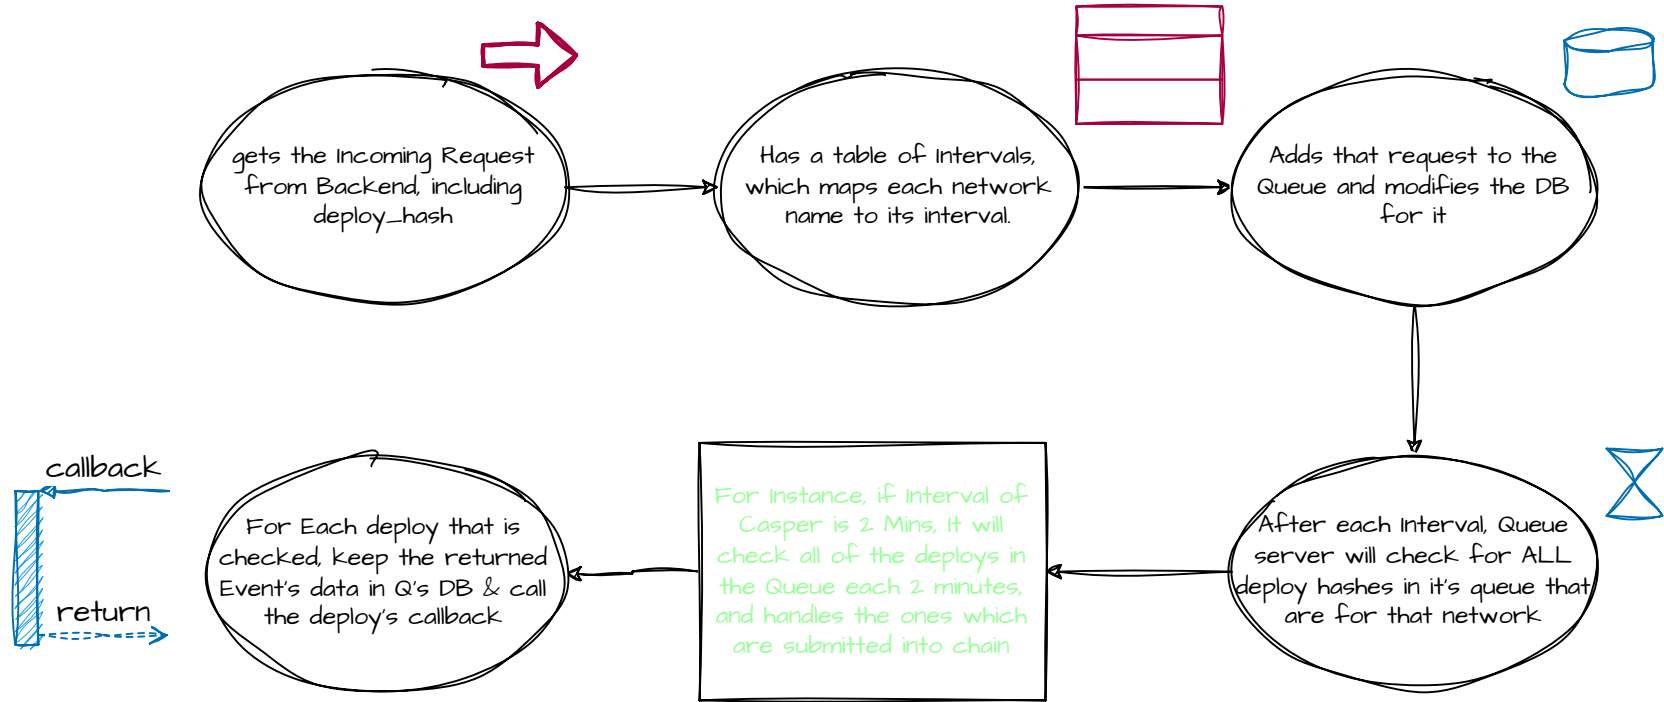 gets the Incoming Request
from Backend, including
deploy_hash
Has a table of Intervals,
which maps each network
name to its interval.
Adds that request to the
Queue and modifies the DB
for it
After each Interval, Queue
server will check for ALL
deploy hashes in it's queue that
are for that network
For Instance, if Interval of
Casper is 2 Mins, It will
check all of the deploys in
the Queue each 2 minutes,
and handles the ones which
are submitted into chain
For Each deploy that is
checked, keep the returned
Event's data in Q's DB & call
the deploy's callback
callback
return